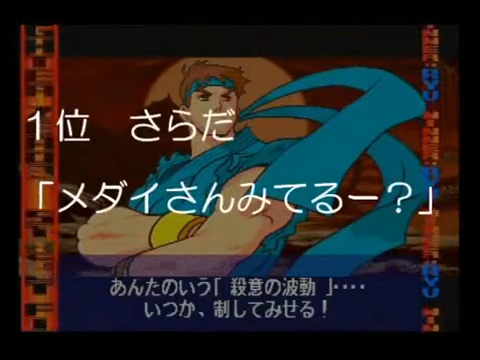 1位 さらだ
「メダイさんみてるー?」
あんたのいう「 殺意の波動 」‥‥
いつか、制してみせる!